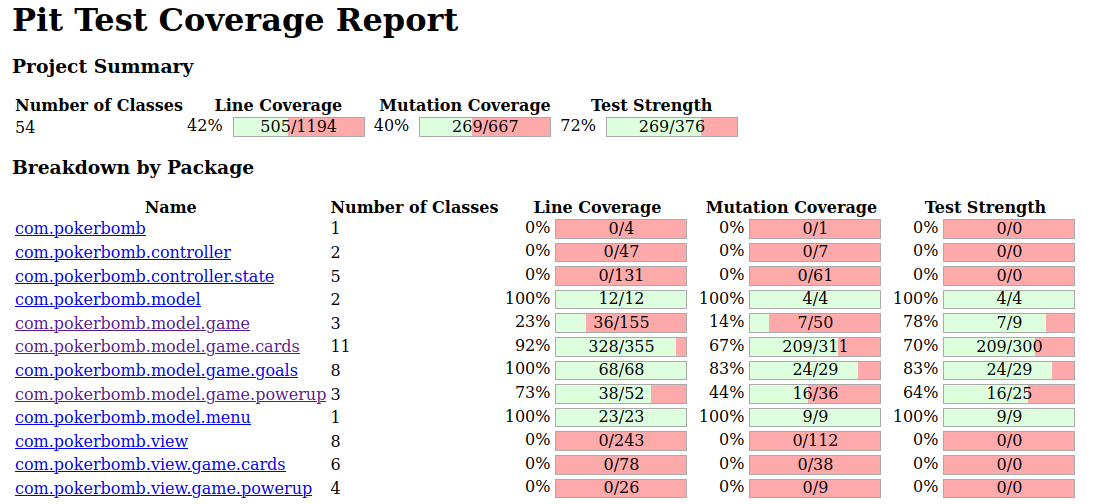 Pit Test Coverage Report
Project Summary
Number of Classes Line Coverage Mutation Coverage Test Strength
54 42% 505/1194 40% 269/667 72% 269/376
Breakdown by Package
Name Number of Classes Line Coverage Mutation Coverage Test Strength
com.pokerbomb 1 0% 0/4 0% 0/1 0% 0/0
com.pokerbomb.controller 2 0% 0/47 0% 0/7 0% 0/0
com.pokerbomb.controller.state 5 0% 0/131 0% 0/61 0% 0/0
com.pokerbomb.model 2 100% 12/12 100% 4/4 100% 4/4
com.pokerbomb.model.game 3 23% 36/155 14% 7/50 78% 7/9
com.pokerbomb.model.game.cards 11 92% 328/355 67% 209/311 70% 209/300
com.pokerbomb.model.game.goals 8 100% 68/68 83% 24/29 83% 24/29
com.pokerbomb.model.game.powerup 3 73% 38/52 44% 16/36 64% 16/25
com.pokerbomb.model.menu 1 100% 23/23 100% 9/9 100% 9/9
com.pokerbomb.view 8 0% 0/243 0% 0/112 0% 0/0
com.pokerbomb.view.game.cards 6 0% 0/78 0% 0/38 0% 0/0
com.pokerbomb.view.game.powerup 4 0% 0/26 0% 0/9 0% 0/0